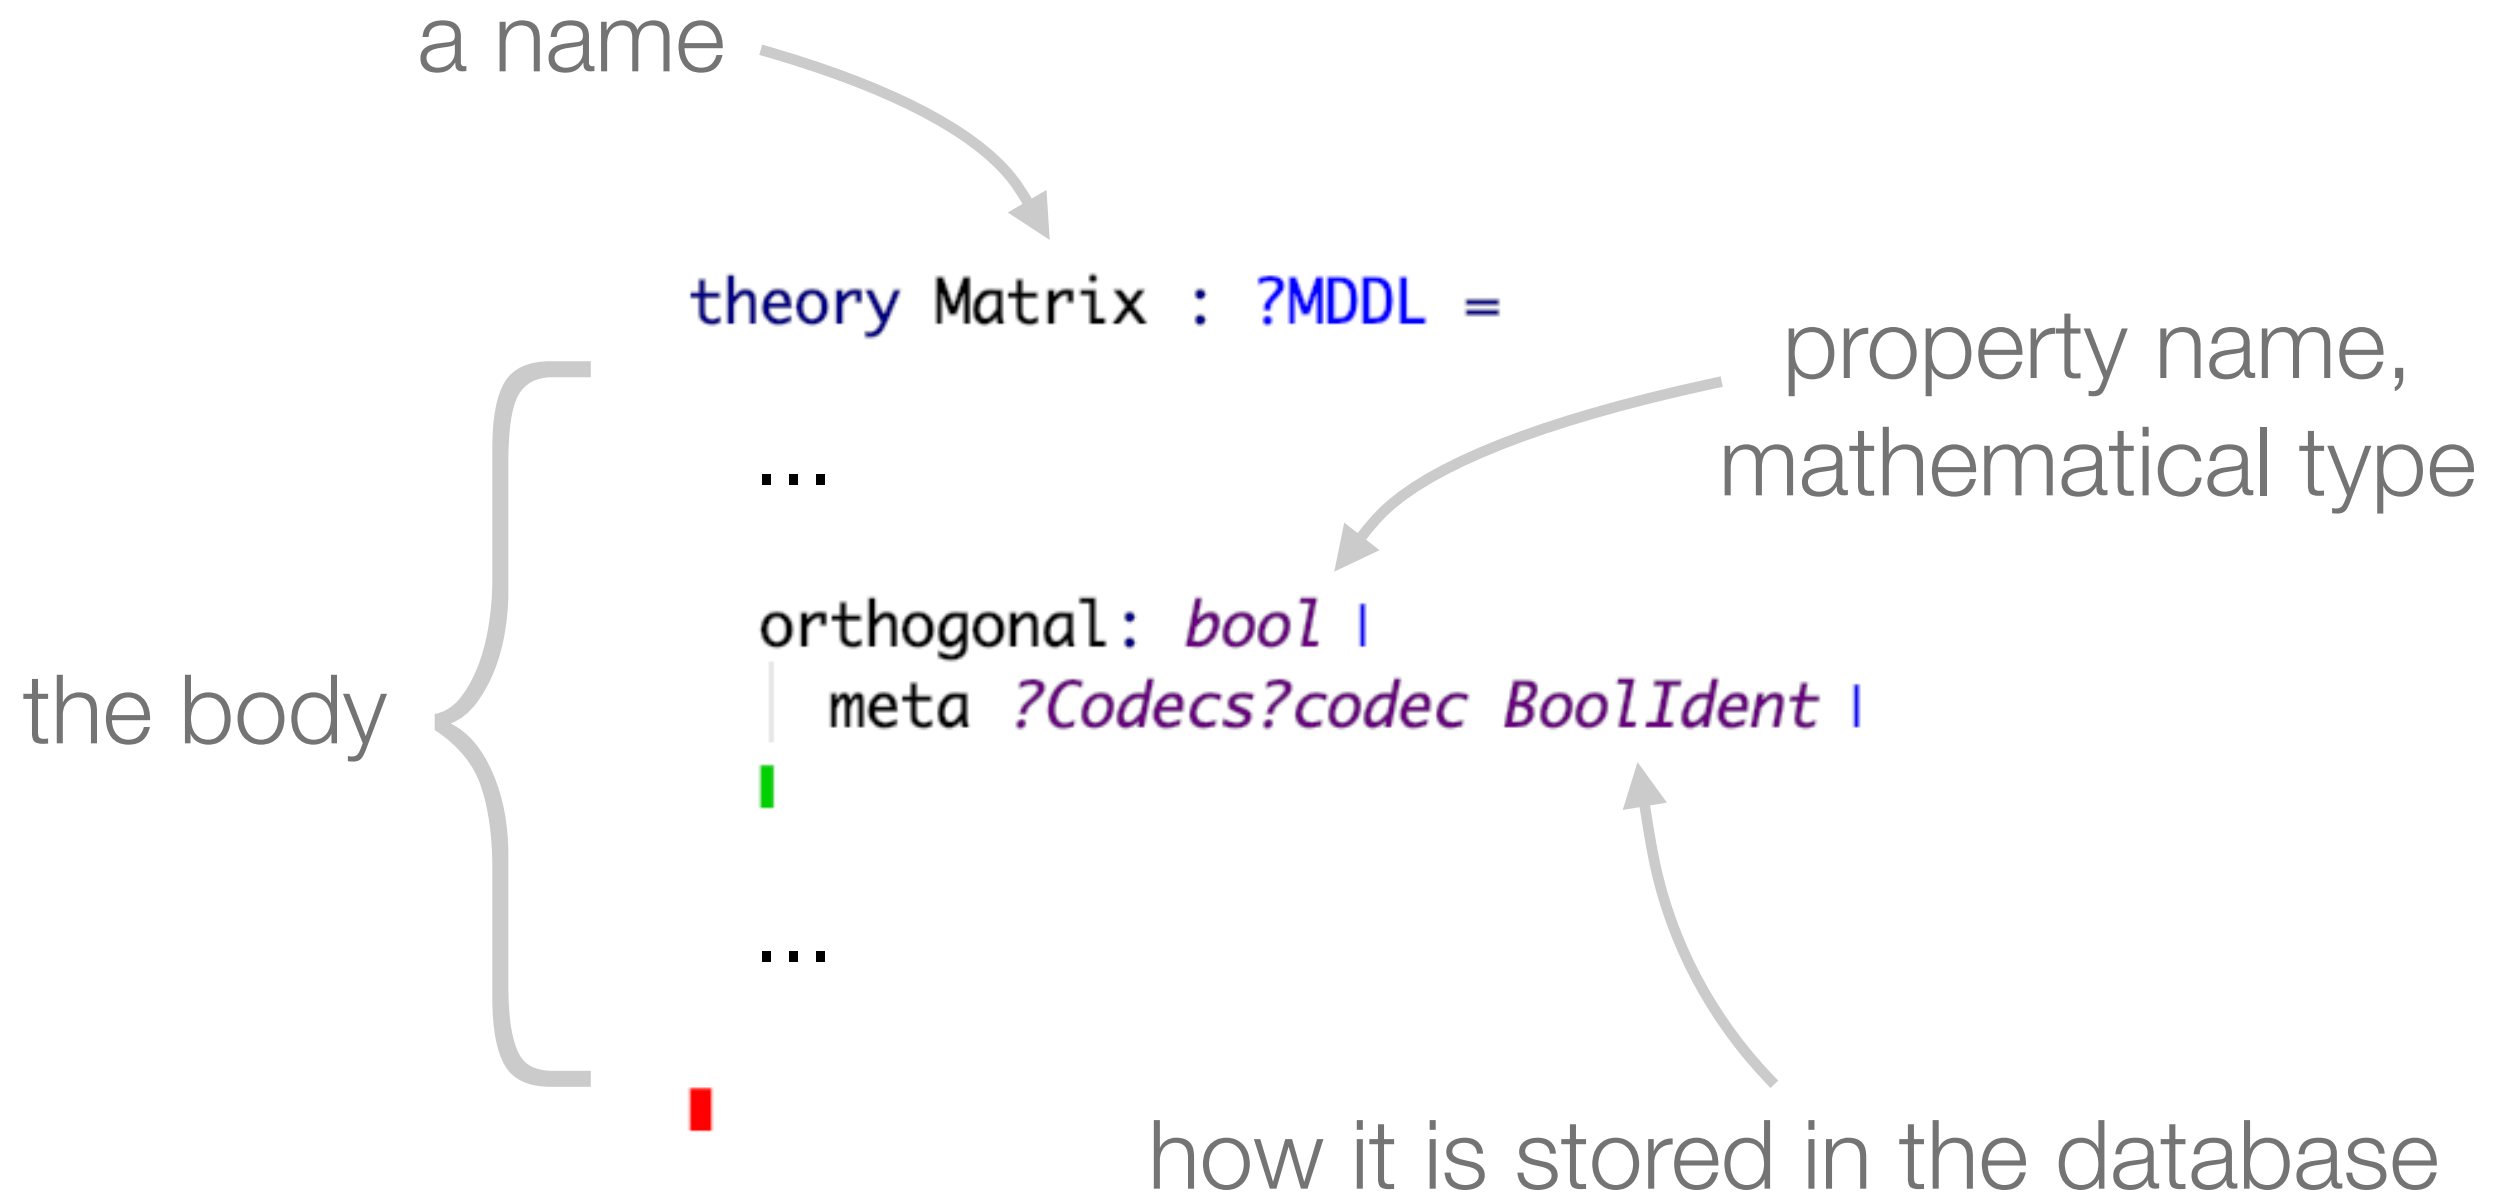 a name
theory Matrix : ?MDDL =
property name,
mathematical type
...
orthogonal: bool |
the body
meta ?Codecs?codec BoolIdent |
...
how it is stored in the database